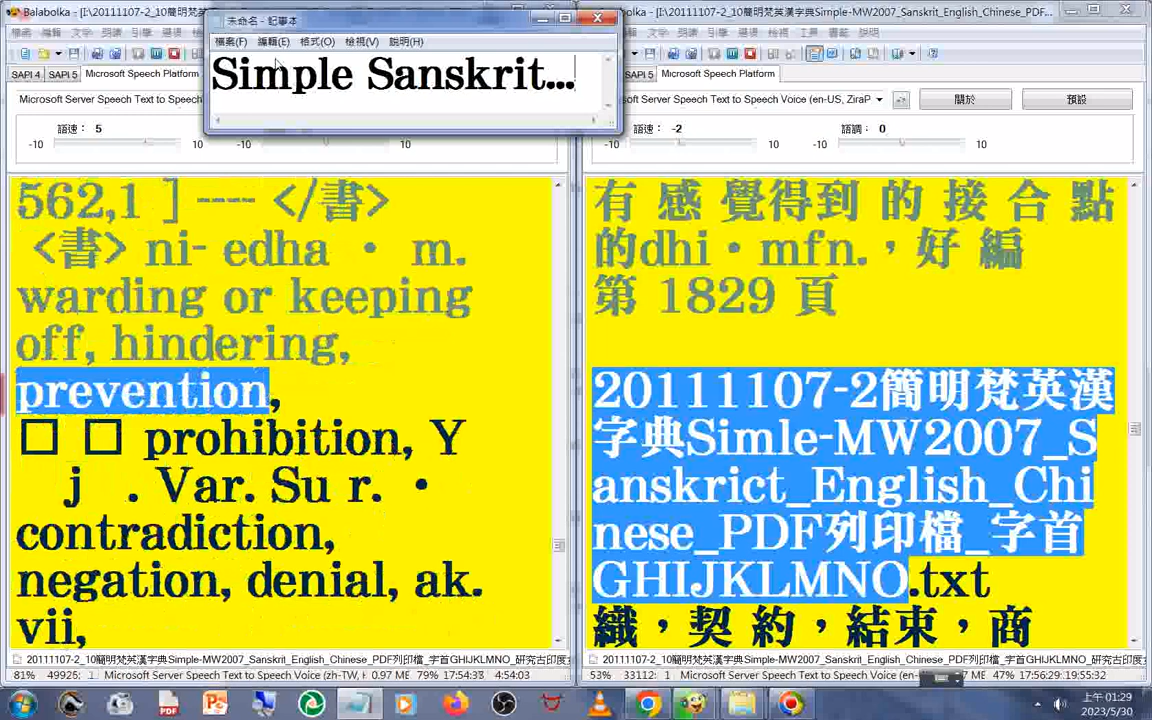 Balabolka - [I:\20111107-2_10簡明梵英漢
未命名 - 記事本
檔案(F) 編輯(E) 格式(O) 檢視(V) 說明(H)
Simple Sanskrit...
SAPI 4 SAPI 5 Microsoft Speech Platform
Microsoft Server Speech Text to Speech
語速： 5
-10 10 -10 10
562,1 ] ---- </書>
<書> ni- edha • m.
warding or keeping
off, hindering,
prevention,
□ □ prohibition, Y
j . Var. Su r. •
contradiction,
negation, denial, ak.
vii,
81% 49925: 1 Microsoft Server Speech Text to Speech Voice (zh-TW, H 0.97 MB 79% 17:54:33 4:54:03
- [I:\20111107-2_10簡明梵英漢字典Simple-MW2007_Sanskrit_English_Chinese_PDF...
SAPI 5 Microsoft Speech Platform
ft Server Speech Text to Speech Voice (en-US, ZiraP 關於 預設
語速： -2 語調： 0
-10 10 -10 10
有 感 覺得到 的 接 合 點
的dhi • mfn.，好 編
第 1829 頁
20111107-2簡明梵英漢
字典Simle-MW2007_S
anskrict_English_Chi
nese_PDF列印檔_字首
GHIJKLMNO.txt
織，契 約，結束，商
20111107-2_10簡明梵英漢字典Simple-MW2007_Sanskrit_English_Chinese_PDF列印檔_字首GHIJKLMNO_研究古印度
20111107-2_10簡明梵英漢字典Simple-MW2007_Sanskrit_English_Chinese_PDF列印檔_字首GHIJKLMNO_研究古印度
53% 33112: 1 Microsoft Server Speech Text to Speech Voice 47% 17:56:29:19:55:32
上午 01:29
2023/5/30